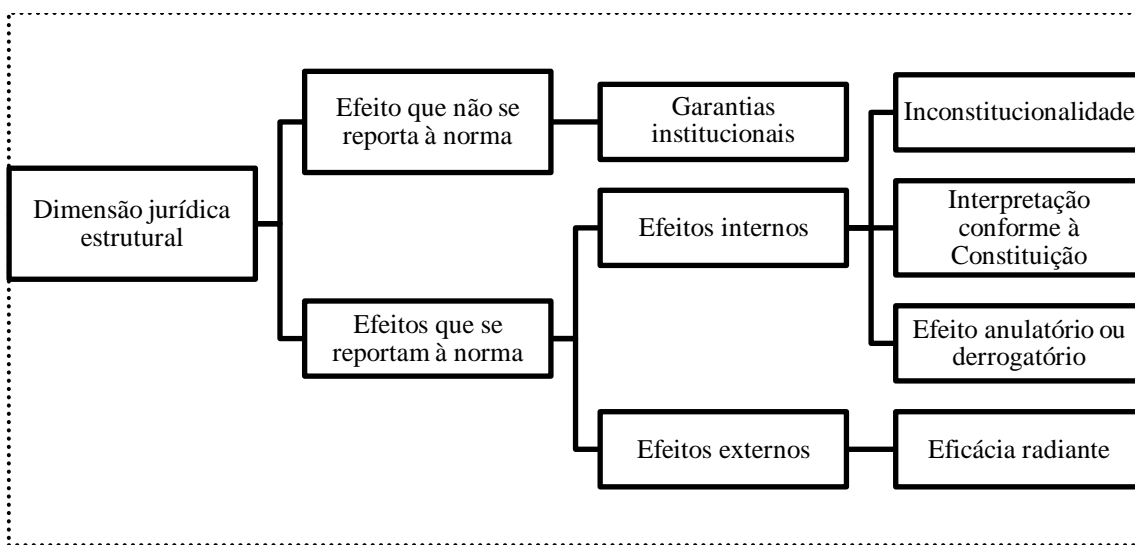 Dimensão jurídica
estrutural
Efeito que não se
reporta à norma
Garantias
institucionais
Efeitos que se
reportam à norma
Efeitos internos
Inconstitucionalidade
Interpretação
conforme à
Constituição
Efeito anulatório ou
derrogatório
Efeitos externos
Eficácia radiante